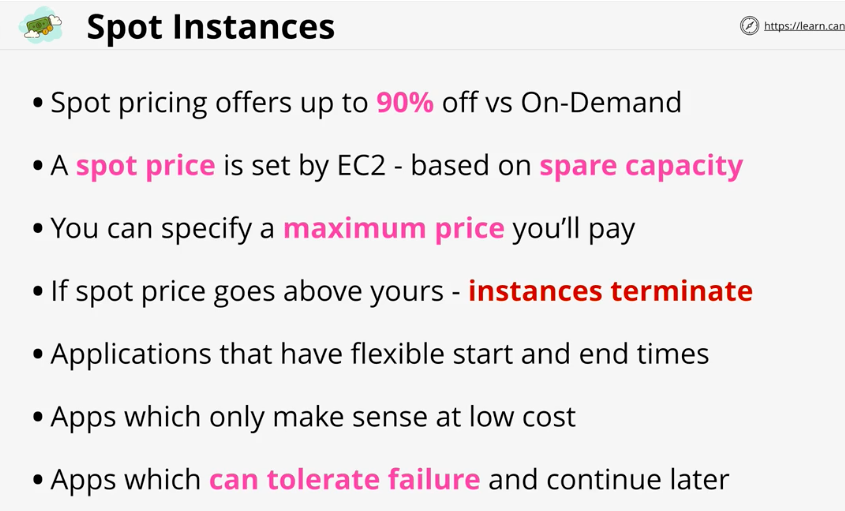 Spot Instances
https://learn.can
• Spot pricing offers up to 90% off vs On-Demand
• A spot price is set by EC2 - based on spare capacity
• You can specify a maximum price you’ll pay
• If spot price goes above yours - instances terminate
• Applications that have flexible start and end times
• Apps which only make sense at low cost
• Apps which can tolerate failure and continue later